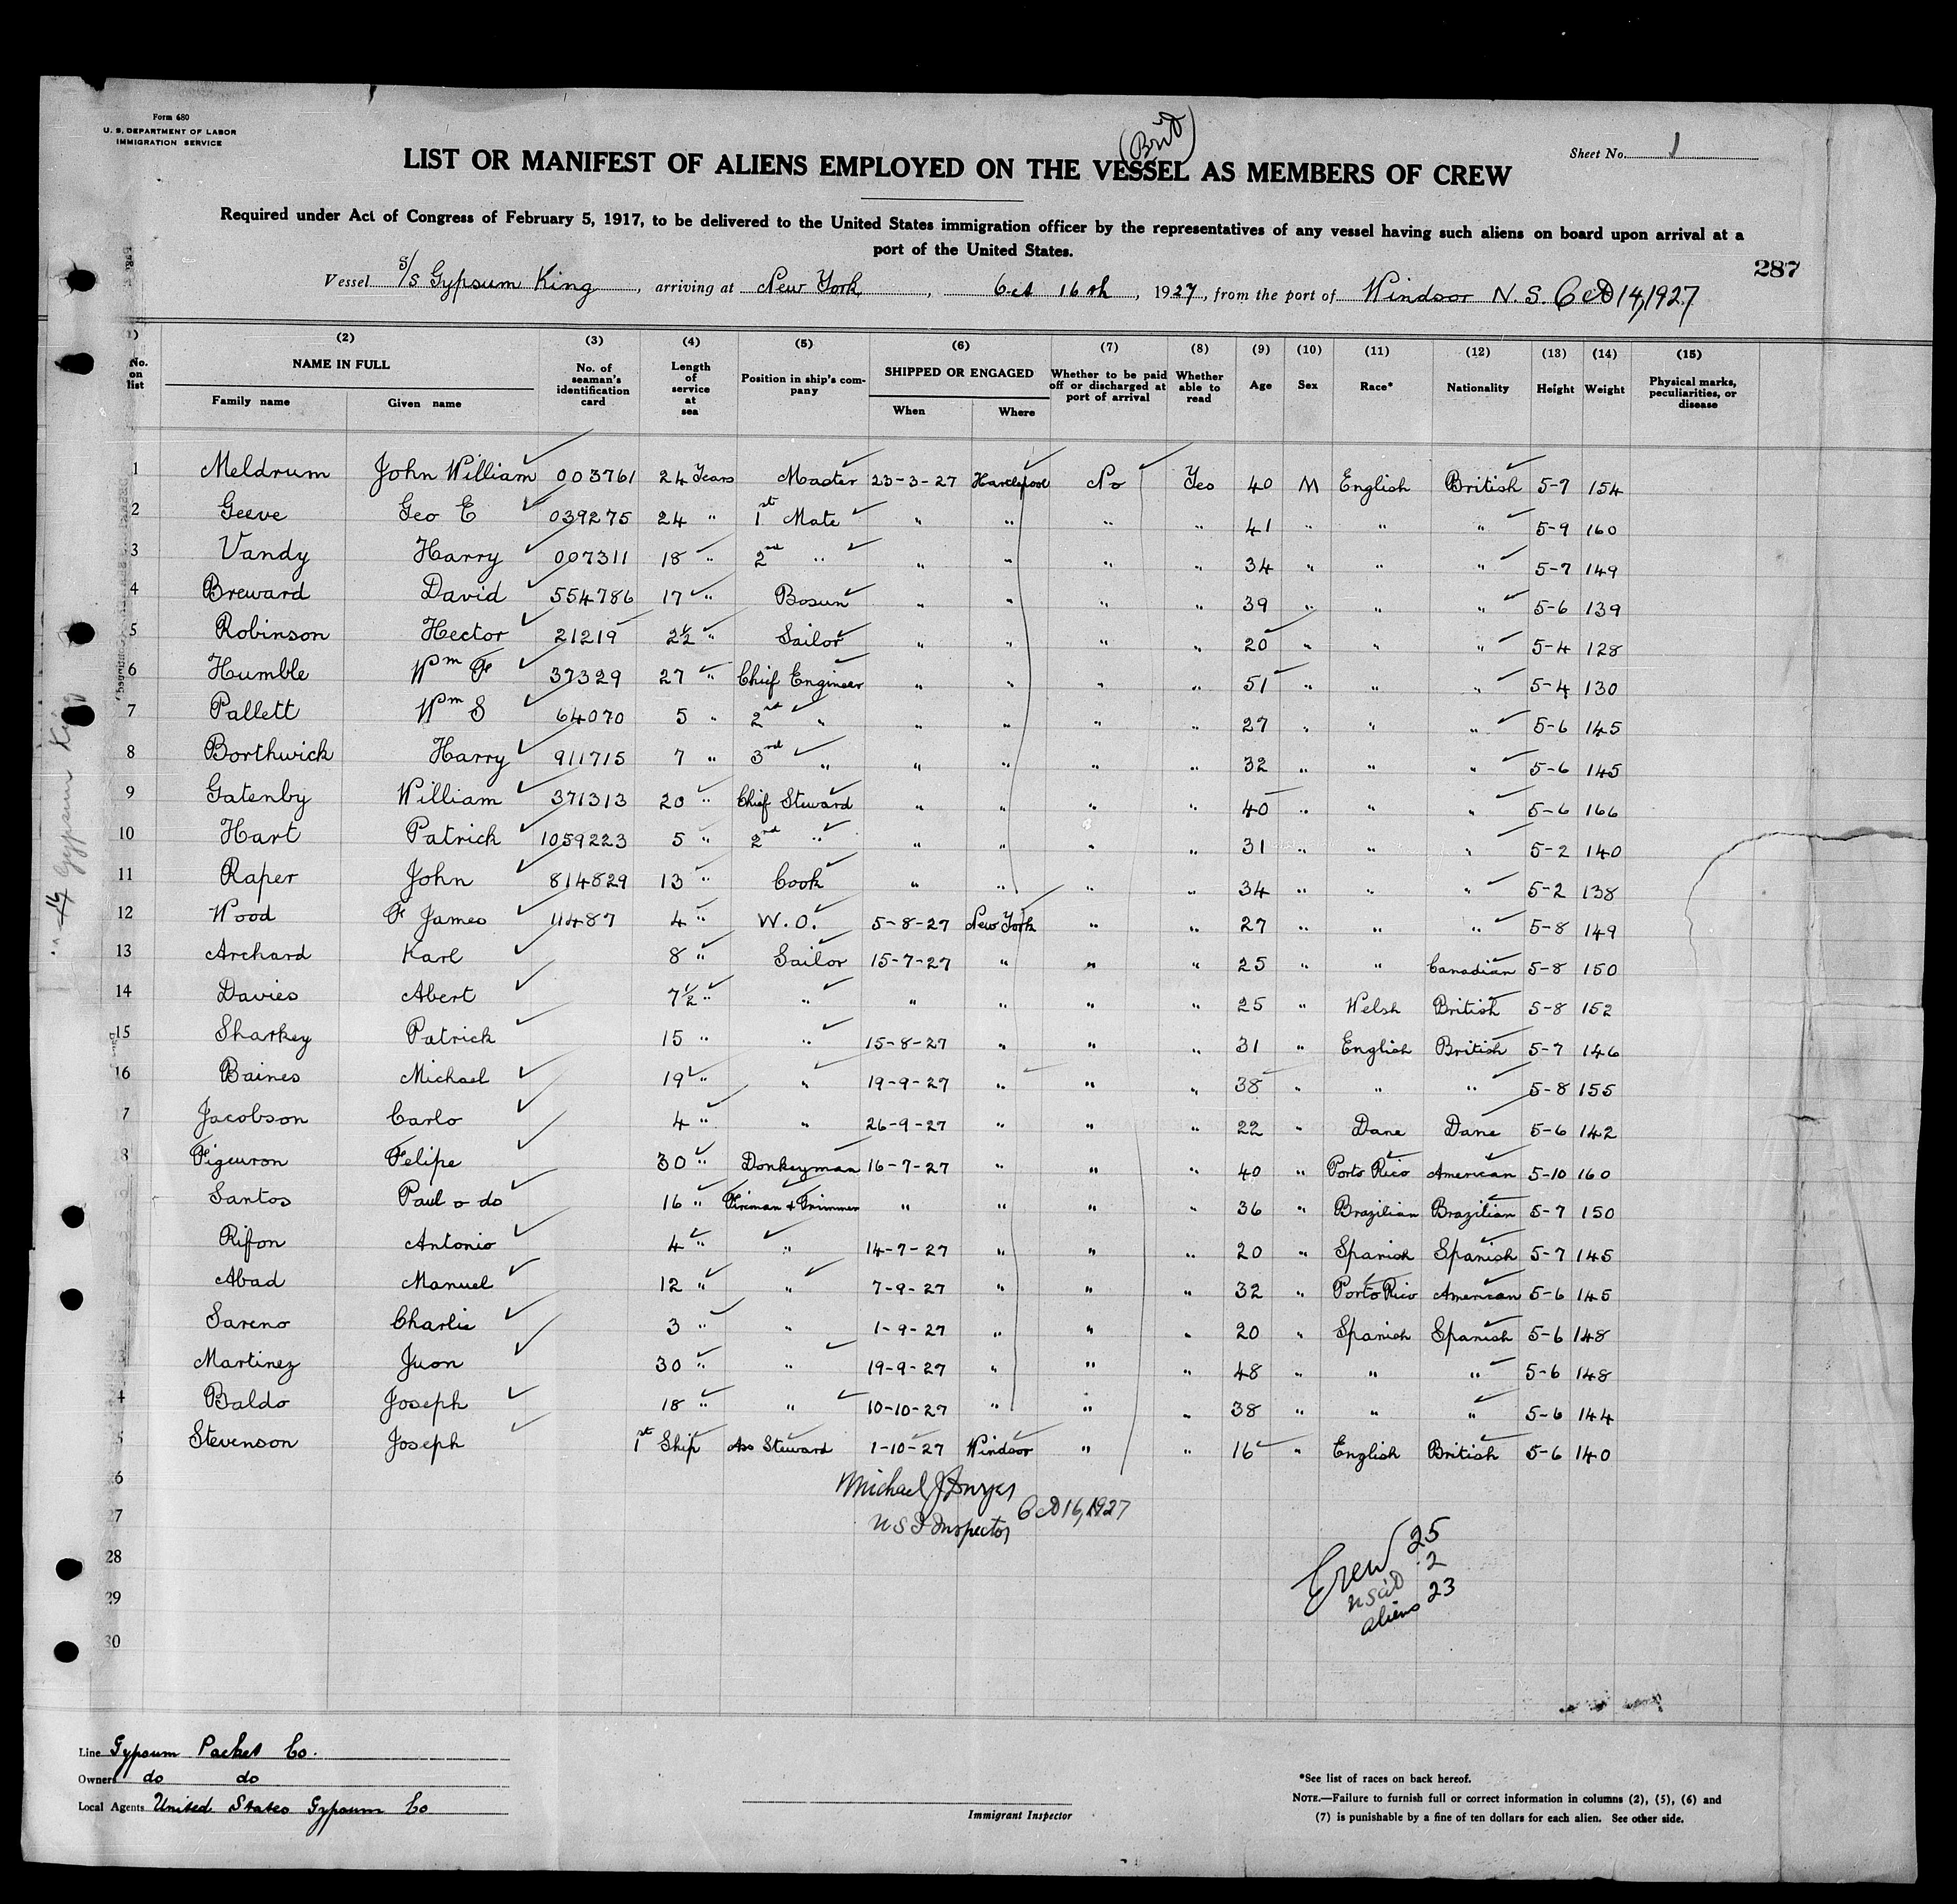 Form 680
U. S. DEPARTMENT OF LABOR
IMMIGRATION SERVICE
(Brit)
Sheet No. 1
LIST OR MANIFEST OF ALIENS EMPLOYED ON THE VESSEL AS MEMBERS OF CREW
Required under Act of Congress of February 5, 1917, to be delivered to the United States immigration officer by the representatives of any vessel having such aliens on board upon arrival at a
port of the United States.
287
Vessel S/S Gypsum King, arriving at New York, Oct 16th, 1927, from the port of Windsor N.S. Oct 14, 1927
(1) (2) (3) (4) (5) (6) (7) (8) (9) (10) (11) (12) (13) (14) (15)
No. on list NAME IN FULL Family name Given name No. of seaman's identification card Length of service at sea Position in ship's company SHIPPED OR ENGAGED When Where Whether to be paid off or discharged at port of arrival Whether able to read Age Sex Race* Nationality Height Weight Physical marks, peculiarities, or disease
1 Meldrum John William 003761 24 Years Master 23-3-27 Hartlepool No Yes 40 M English British 5-7 154
2 Geeve Geo E 039275 24 " 1st Mate " " " " 41 " " " 5-9 160
3 Vandy Harry 007311 18 " 2nd " " " " " 34 " " " 5-7 149
4 Breward David 554786 17 " Bosun " " " " 39 " " " 5-6 139
5 Robinson Hector 21219 2½ " Sailor " " " " 20 " " " 5-4 128
6 Humble Wm F 37329 27 " Chief Engineer " " " " 51 " " " 5-4 130
7 Pallett Wm S 64070 5 " 2nd " " " " " 27 " " " 5-6 145
8 Borthwick Harry 911715 7 " 3rd " " " " " 32 " " " 5-6 145
9 Gatenby William 371313 20 " Chief Steward " " " " 40 " " " 5-6 166
10 Hart Patrick 1059223 5 " 2nd " " " " " 31 " " " 5-2 140
11 Raper John 814829 13 " Cook " " " " 34 " " " 5-2 138
12 Wood F James 11487 4 " W.O. 5-8-27 New York " " 27 " " " 5-8 149
13 Archard Karl 8 " Sailor 15-7-27 " " " 25 " " Canadian 5-8 150
14 Davies Abert 7½ " " " " " " 25 " Welsh British 5-8 152
15 Sharkey Patrick 15 " " 15-8-27 " " " 31 " English British 5-7 146
16 Baines Michael 19 " " 19-9-27 " " " 38 " " " 5-8 155
7 Jacobson Carlo 4 " " 26-9-27 " " " 22 " Dane Dane 5-6 142
8 Figeuron Felipe 30 " Donkeyman 16-7-27 " " " 40 " Porto Rico American 5-10 160
Santos Paul o do 16 " Fireman + Trimmer " " " " 36 " Brazilian Brazilian 5-7 150
Rifon Antonio 4 " " 14-7-27 " " " 20 " Spanish Spanish 5-7 145
Abad Manuel 12 " " 7-9-27 " " " 32 " Porto Rico American 5-6 145
Sareno Charlie 3 " " 1-9-27 " " " 20 " Spanish Spanish 5-6 148
3 Martinez Juon 30 " " 19-9-27 " " " 48 " " " 5-6 148
4 Baldo Joseph 18 " " 10-10-27 " " " 38 " " " 5-6 144
5 Stevenson Joseph 1st Ship Ass Steward 1-10-27 Windsor " " 16 " English British 5-6 140
26
27
28
29
30
Michael J Dwyer Oct 16, 1927
U S I Inspector
Crew 25
USCit 2
aliens 23
Gypsum King
Line Gypsum Packet Co.
Owners do do
Local Agents United States Gypsum Co
Immigrant Inspector
*See list of races on back hereof.
NOTE.—Failure to furnish full or correct information in columns (2), (5), (6) and
(7) is punishable by a fine of ten dollars for each alien. See other side.